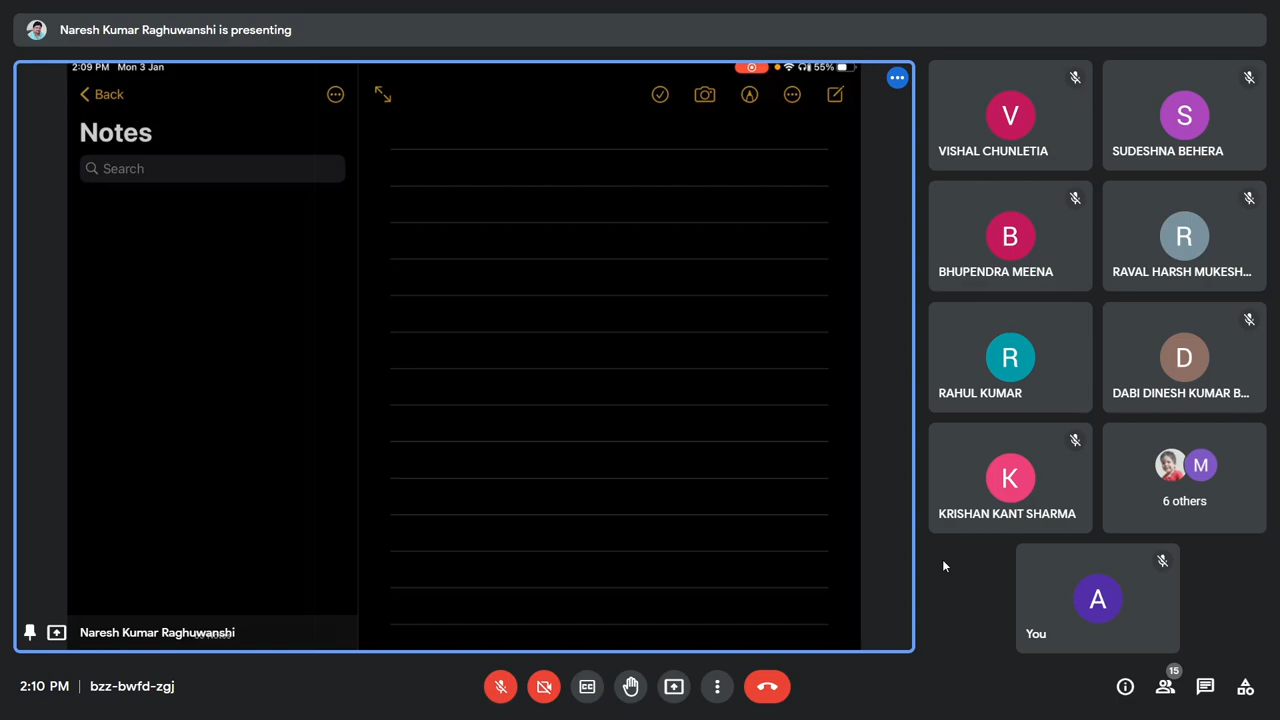 Naresh Kumar Raghuwanshi is presenting
2:09 PM Mon 3 Jan
55%
Back
Notes
Search
Naresh Kumar Raghuwanshi
V
VISHAL CHUNLETIA
S
SUDESHNA BEHERA
B
BHUPENDRA MEENA
R
RAVAL HARSH MUKESH...
R
RAHUL KUMAR
D
DABI DINESH KUMAR B...
K
KRISHAN KANT SHARMA
M
6 others
A
You
2:10 PM | bzz-bwfd-zgj
15